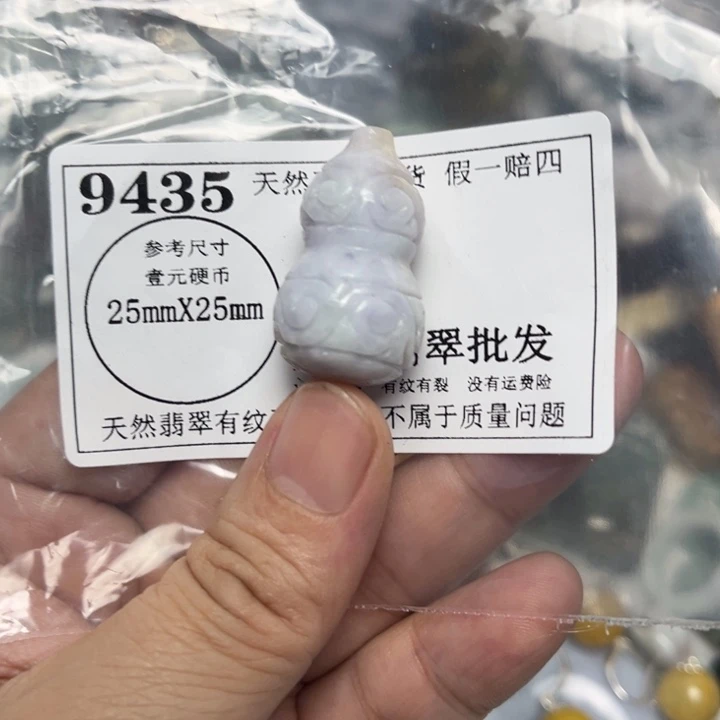 9435 天然 货 假一赔四
参考尺寸
壹元硬币
25mmX25mm
翠批发
有纹有裂 没有运费险
天然翡翠有纹 不属于质量问题